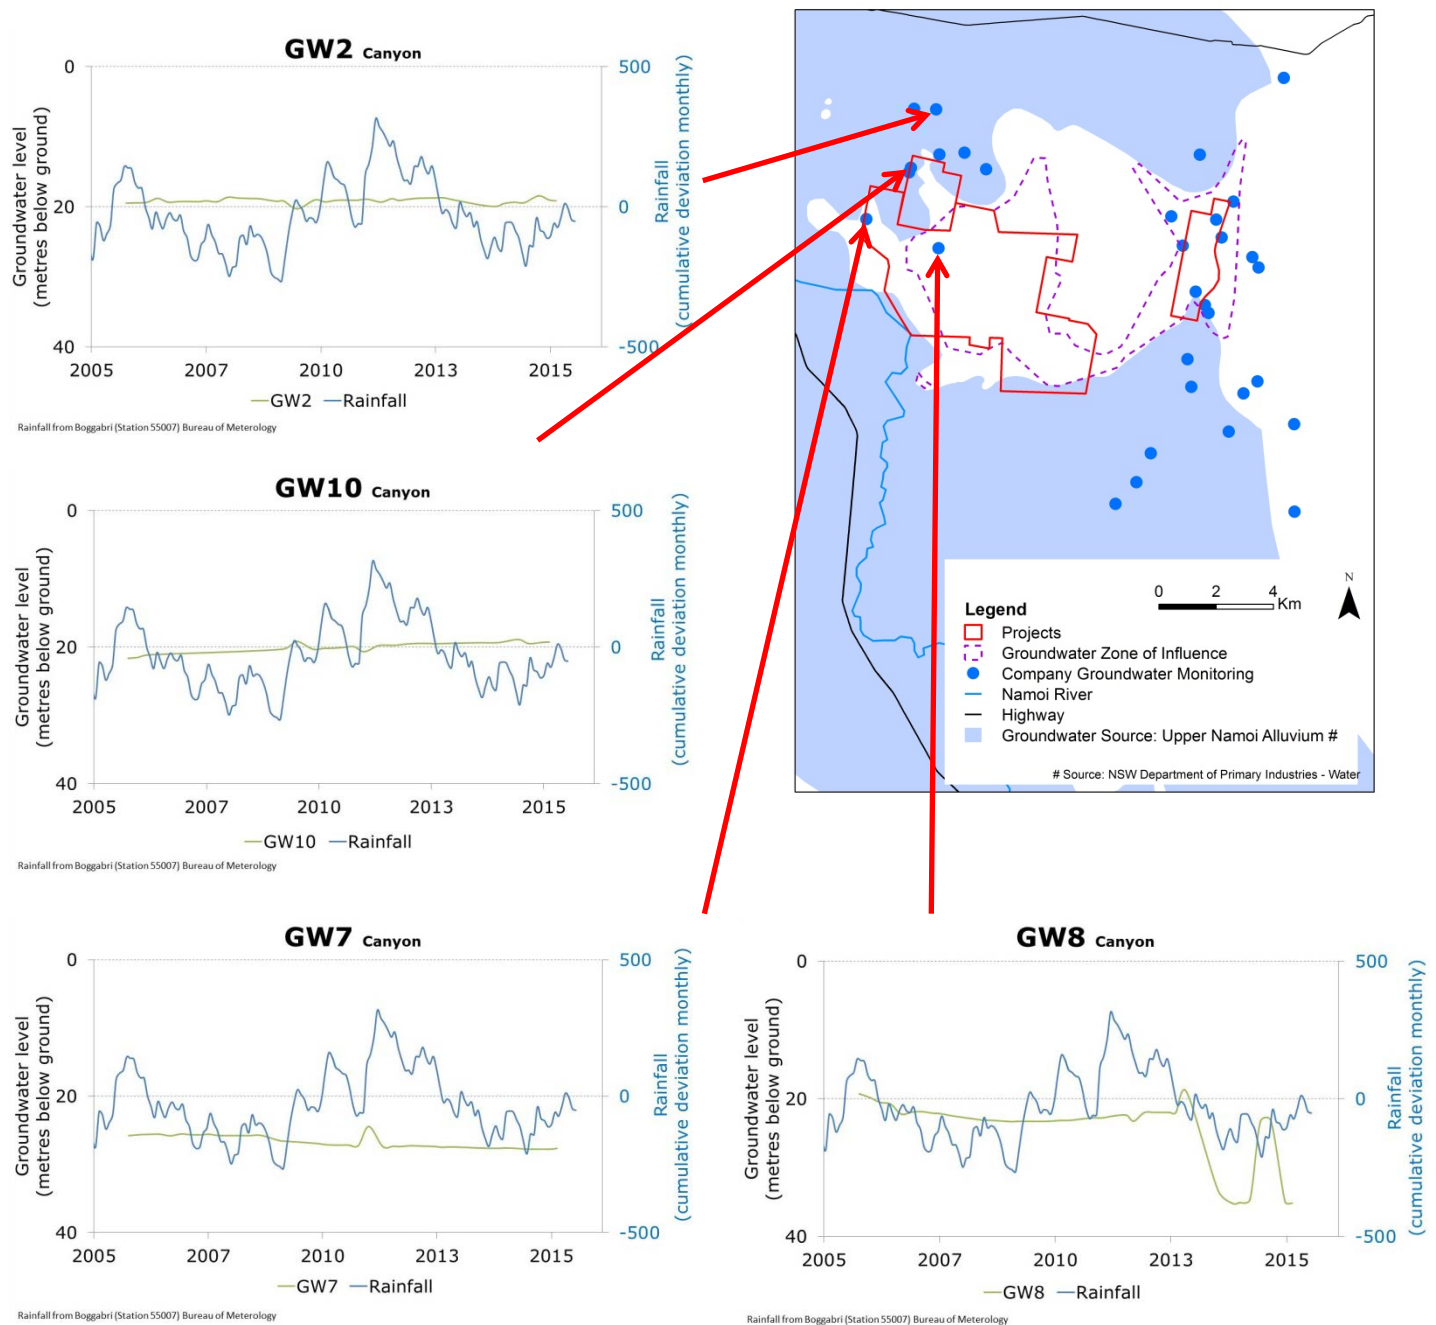 GW2 Canyon
0
20
40
500
0
-500
Groundwater level
(metres below ground)
Rainfall
(cumulative deviation monthly)
2005
2007
2010
2013
2015
GW2
Rainfall
Rainfall from Boggabri (Station 55007) Bureau of Meterology
GW10 Canyon
0
20
40
500
0
-500
Groundwater level
(metres below ground)
Rainfall
(cumulative deviation monthly)
2005
2007
2010
2013
2015
GW10
Rainfall
Rainfall from Boggabri (Station 55007) Bureau of Meterology
N
0
2
4
Km
Legend
Projects
Groundwater Zone of Influence
Company Groundwater Monitoring
Namoi River
Highway
Groundwater Source: Upper Namoi Alluvium #
# Source: NSW Department of Primary Industries - Water
GW7 Canyon
0
20
40
500
0
-500
Groundwater level
(metres below ground)
Rainfall
(cumulative deviation monthly)
2005
2007
2010
2013
2015
GW7
Rainfall
Rainfall from Boggabri (Station 55007) Bureau of Meterology
GW8 Canyon
0
20
40
500
0
-500
Groundwater level
(metres below ground)
Rainfall
(cumulative deviation monthly)
2005
2007
2010
2013
2015
GW8
Rainfall
Rainfall from Boggabri (Station 55007) Bureau of Meterology